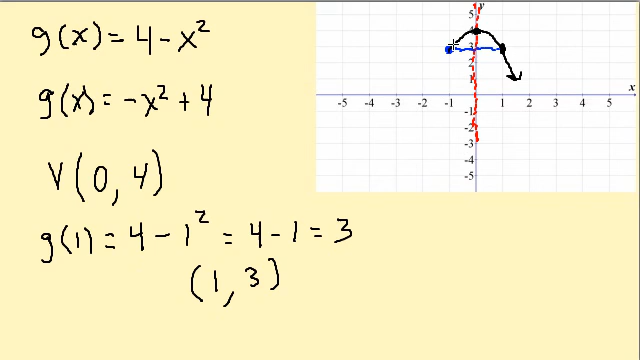 g(x) = 4 - x²
g(x) = -x² + 4
V(0, 4)
g(1) = 4 - 1² = 4 - 1 = 3
(1, 3)
y
5
4
3
2
1
x
-5 -4 -3 -2 -1 1 2 3 4 5
-1
-2
-3
-4
-5